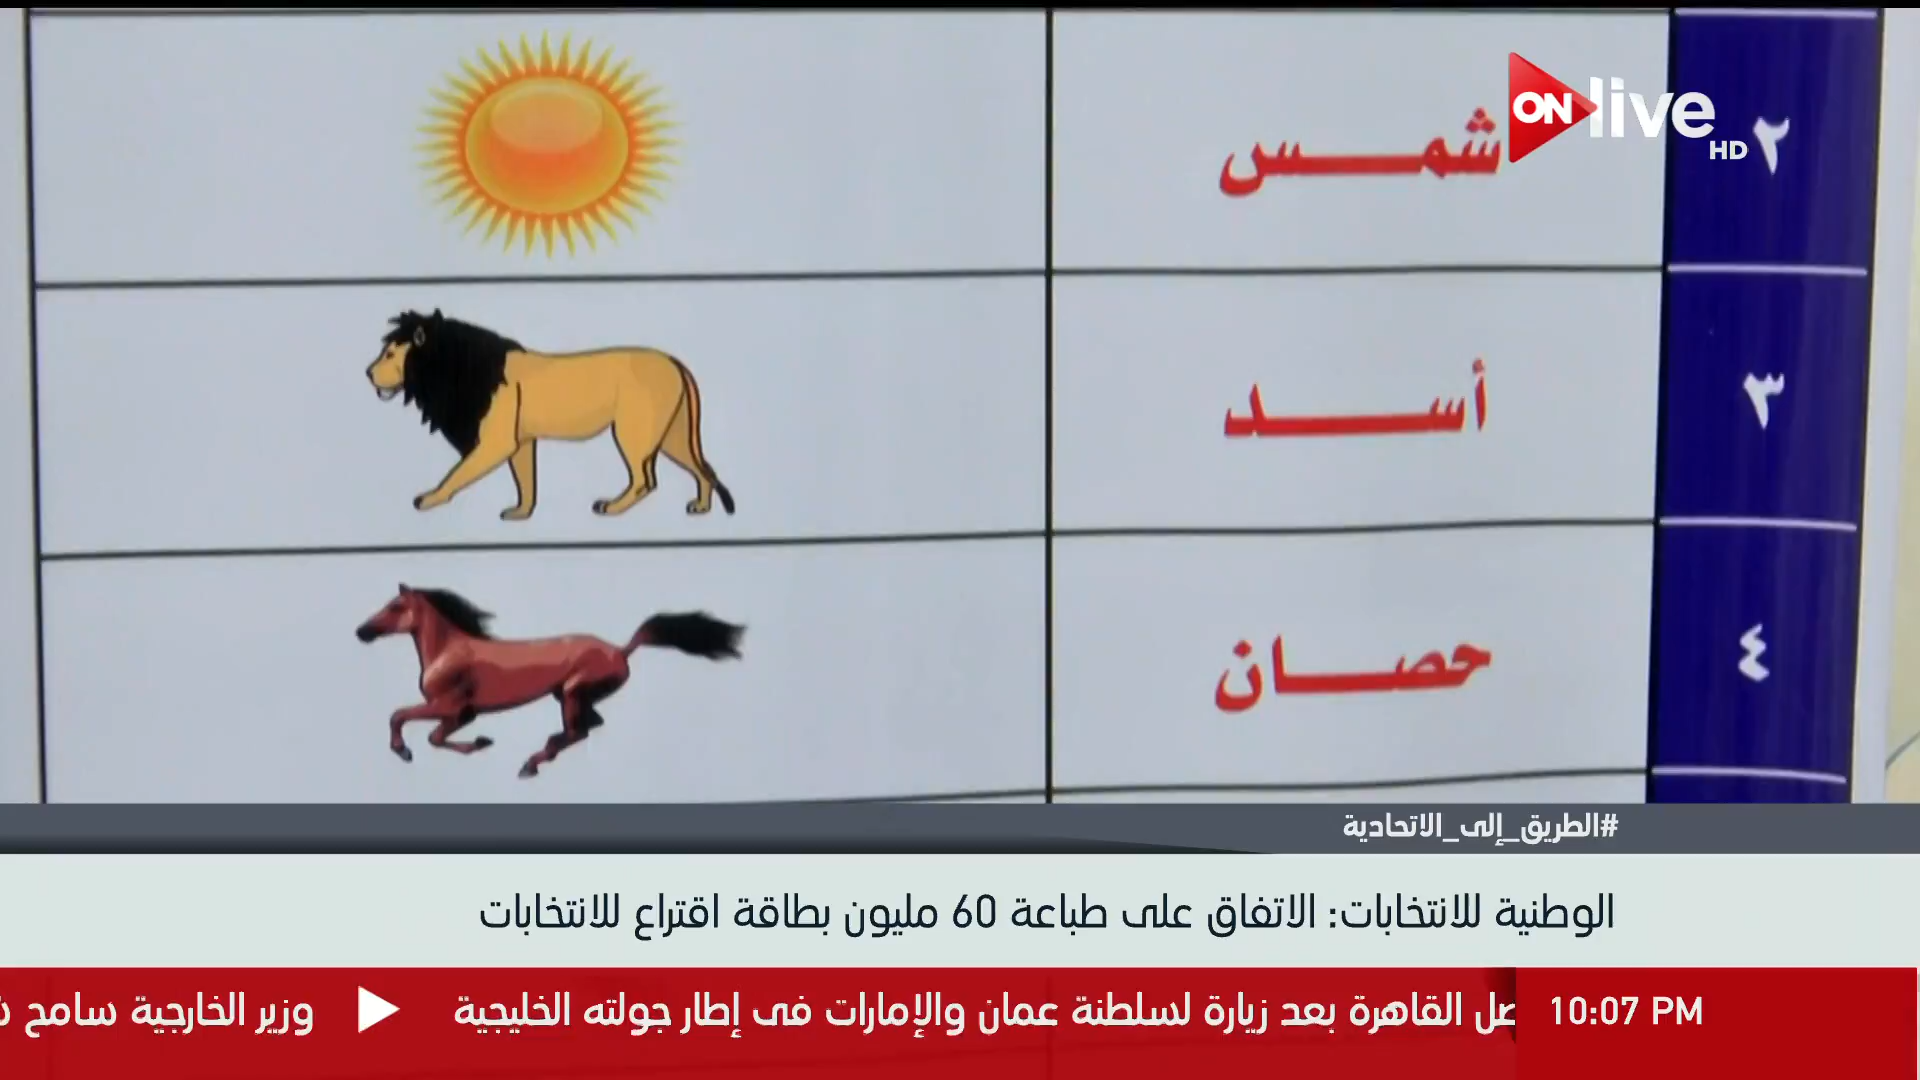 ON live HD
٢ شمس
٣ أسد
٤ حصان
#الطريق_إلى_الاتحادية
الوطنية للانتخابات: الاتفاق على طباعة 60 مليون بطاقة اقتراع للانتخابات
القاهرة بعد زيارة لسلطنة عمان والإمارات فى إطار جولته الخليجية
وزير الخارجية سامح
10:07 PM